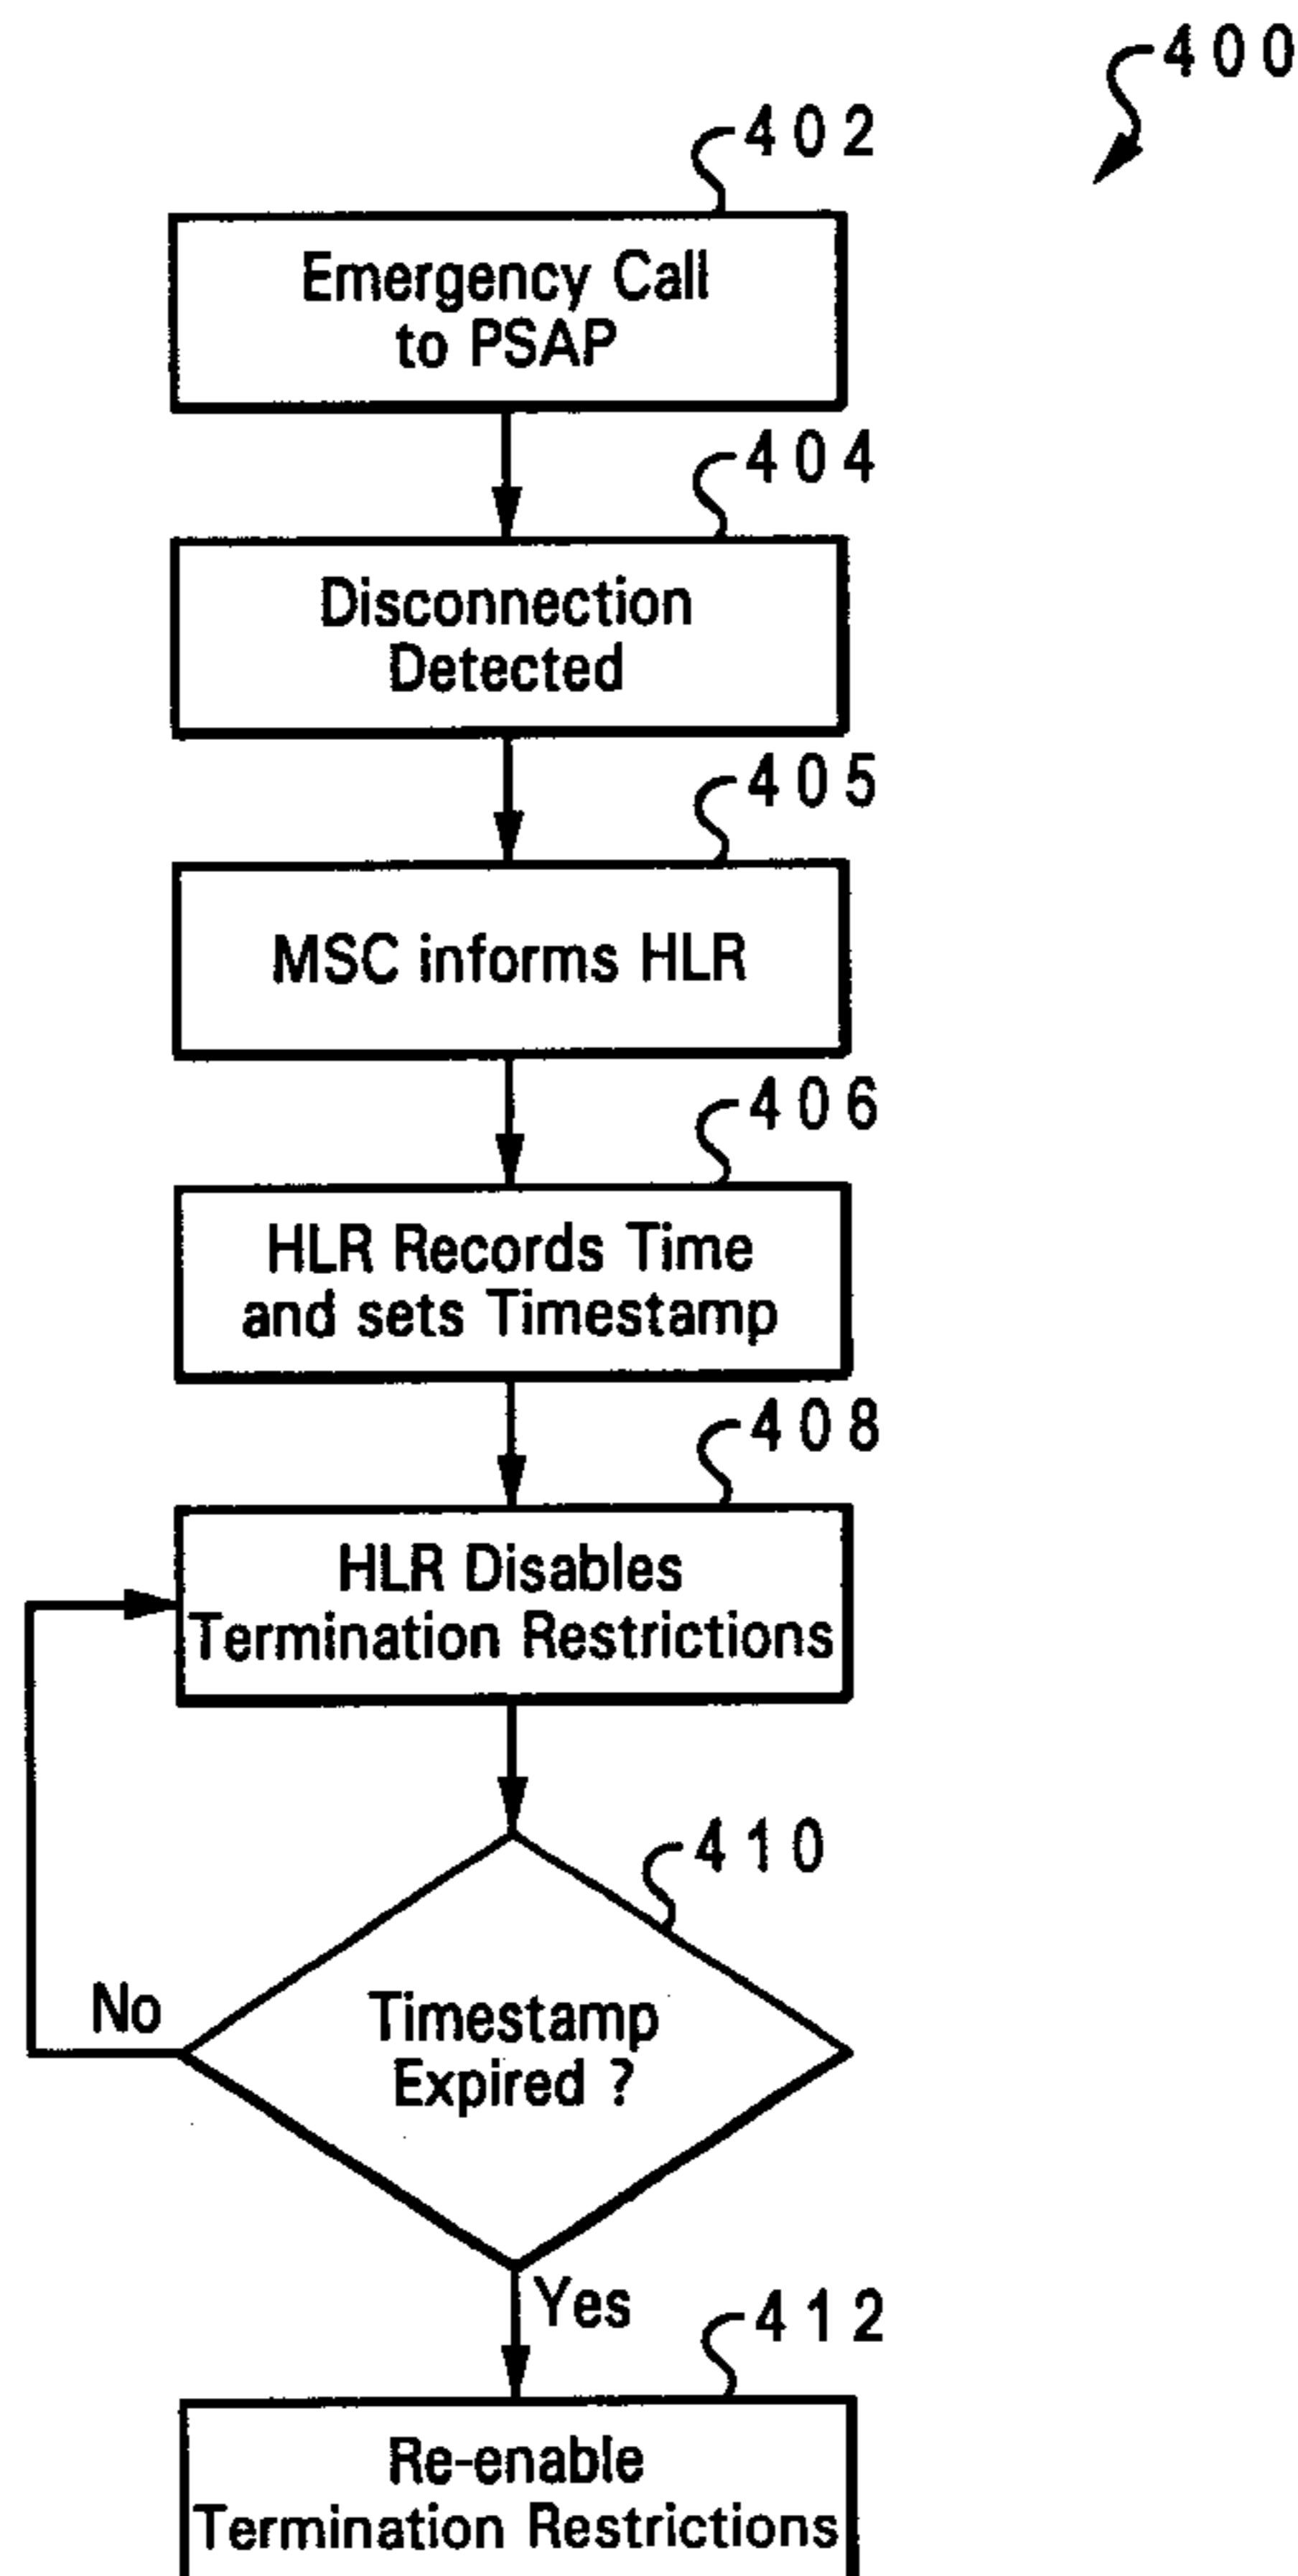 400
402
Emergency Call
to PSAP
404
Disconnection
Detected
405
MSC informs HLR
406
HLR Records Time
and sets Timestamp
408
HLR Disables
Termination Restrictions
410
No
Timestamp
Expired ?
Yes
412
Re-enable
Termination Restrictions